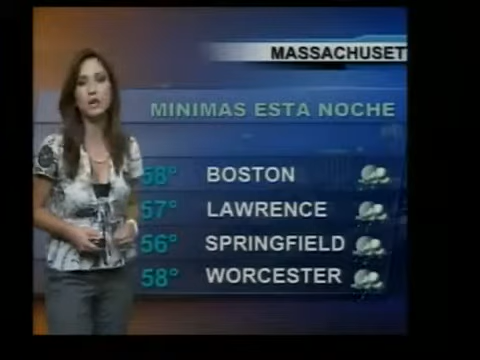 MASSACHUSET
MINIMAS ESTA NOCHE
58° BOSTON
57° LAWRENCE
56° SPRINGFIELD
58° WORCESTER